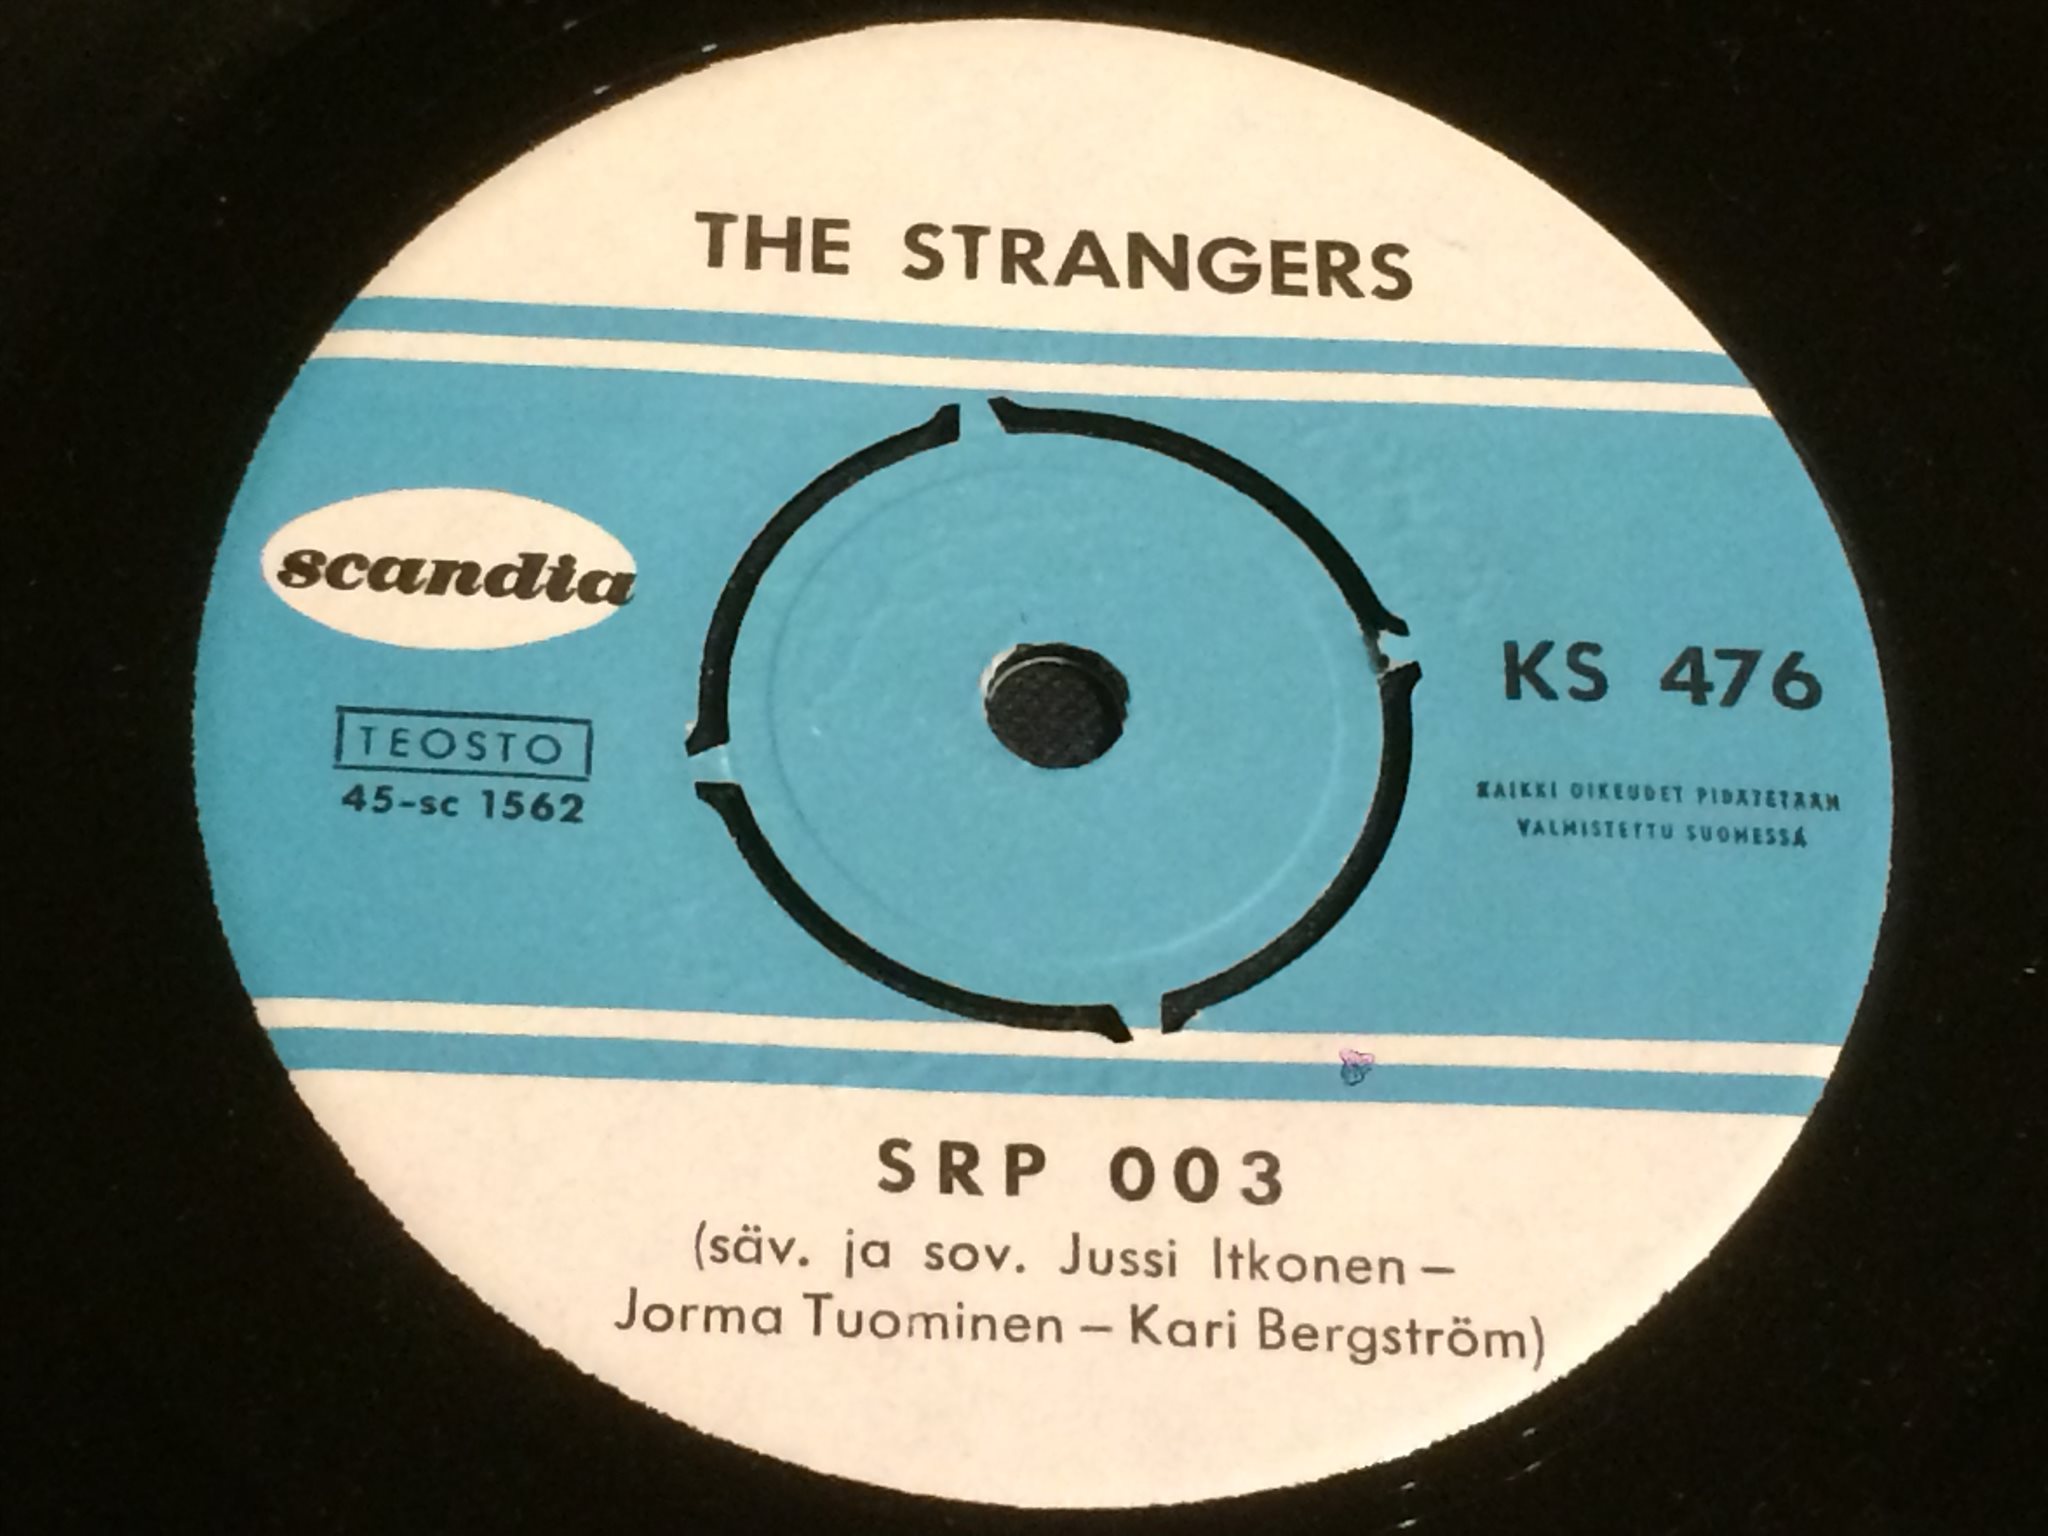 THE STRANGERS
scandia
TEOSTO
45-sc 1562
KS 476
KAIKKI OIKEUDET PIDÄTETÄÄN
VALMISTETTU SUOMESSA
SRP 003
(säv. ja sov. Jussi Itkonen –
Jorma Tuominen – Kari Bergström)